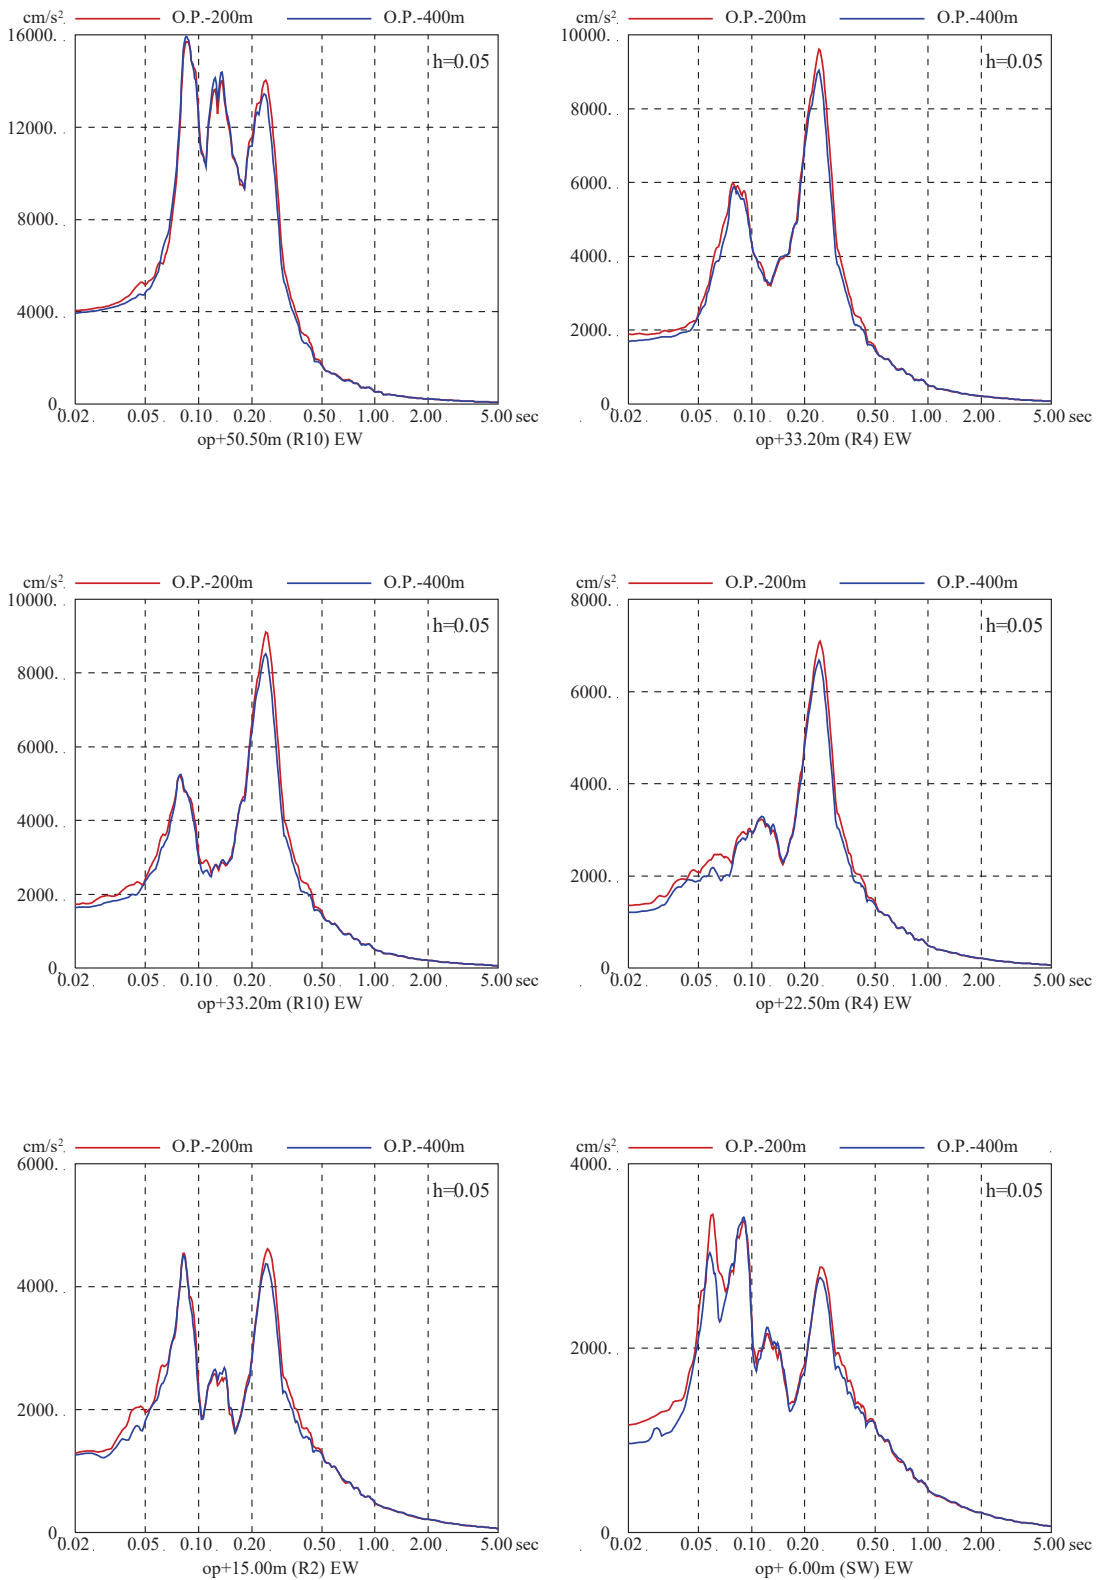 cm/s² O.P.-200m O.P.-400m
16000.
h=0.05
12000.
8000.
4000.
0.
0.02 0.05 0.10 0.20 0.50 1.00 2.00 5.00 sec
op+50.50m (R10) EW
cm/s² O.P.-200m O.P.-400m
10000.
h=0.05
8000.
6000.
4000.
2000.
0.
0.02 0.05 0.10 0.20 0.50 1.00 2.00 5.00 sec
op+33.20m (R4) EW
cm/s² O.P.-200m O.P.-400m
10000.
h=0.05
8000.
6000.
4000.
2000.
0.
0.02 0.05 0.10 0.20 0.50 1.00 2.00 5.00 sec
op+33.20m (R10) EW
cm/s² O.P.-200m O.P.-400m
8000.
h=0.05
6000.
4000.
2000.
0.
0.02 0.05 0.10 0.20 0.50 1.00 2.00 5.00 sec
op+22.50m (R4) EW
cm/s² O.P.-200m O.P.-400m
6000.
h=0.05
4000.
2000.
0.
0.02 0.05 0.10 0.20 0.50 1.00 2.00 5.00 sec
op+15.00m (R2) EW
cm/s² O.P.-200m O.P.-400m
4000.
h=0.05
2000.
0.
0.02 0.05 0.10 0.20 0.50 1.00 2.00 5.00 sec
op+ 6.00m (SW) EW